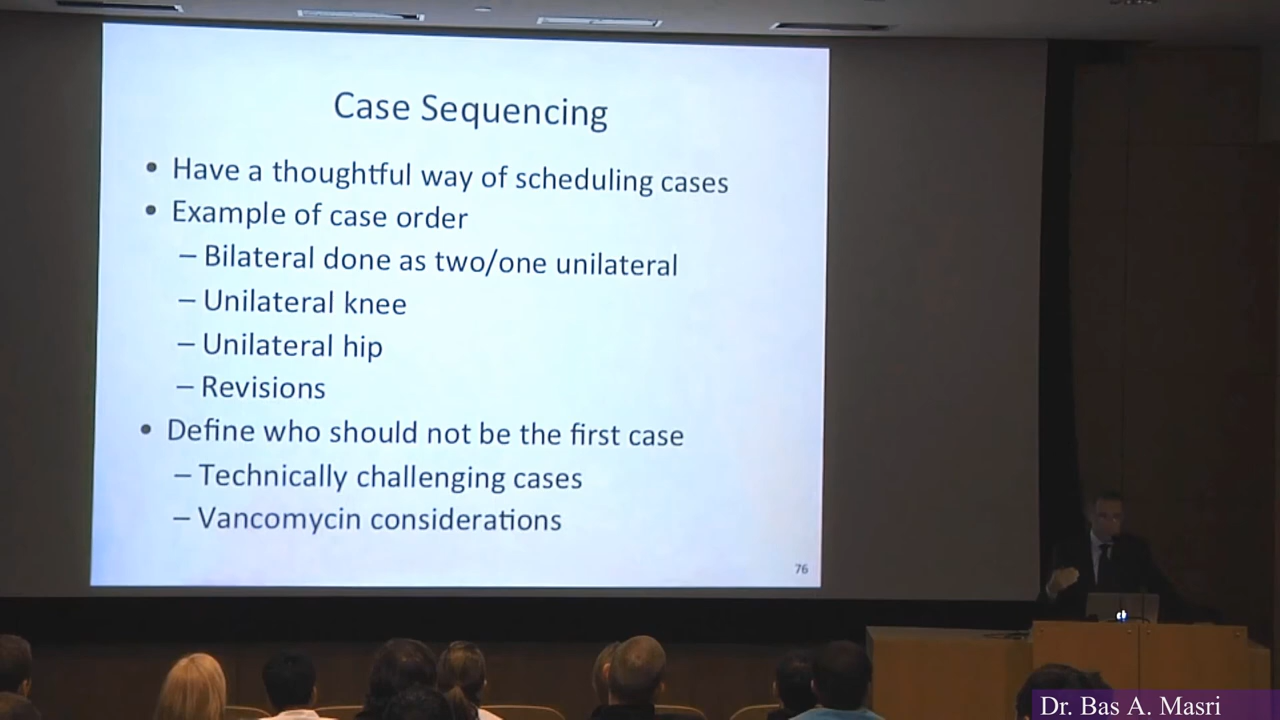 Case Sequencing
• Have a thoughtful way of scheduling cases
• Example of case order
– Bilateral done as two/one unilateral
– Unilateral knee
– Unilateral hip
– Revisions
• Define who should not be the first case
– Technically challenging cases
– Vancomycin considerations
76
Dr. Bas A. Masri